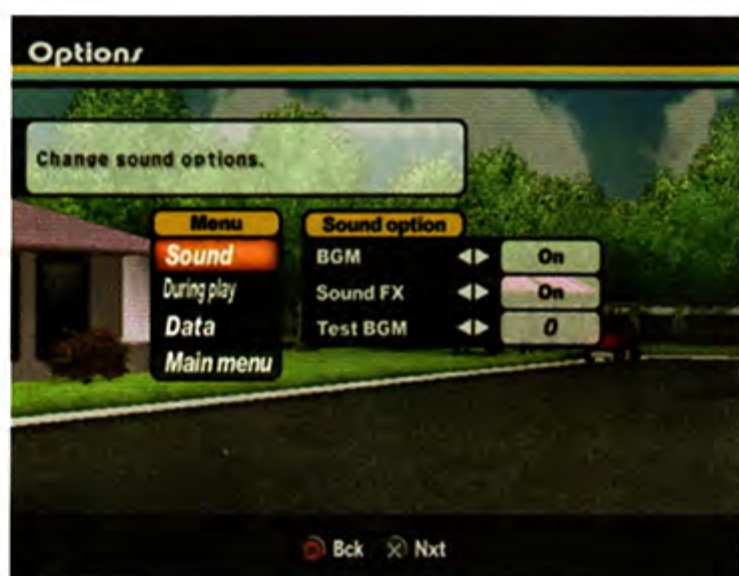 Options
Change sound options.
Menu
Sound option
Sound
BGM
On
During play
Sound FX
On
Data
Test BGM
0
Main menu
Bck
Nxt